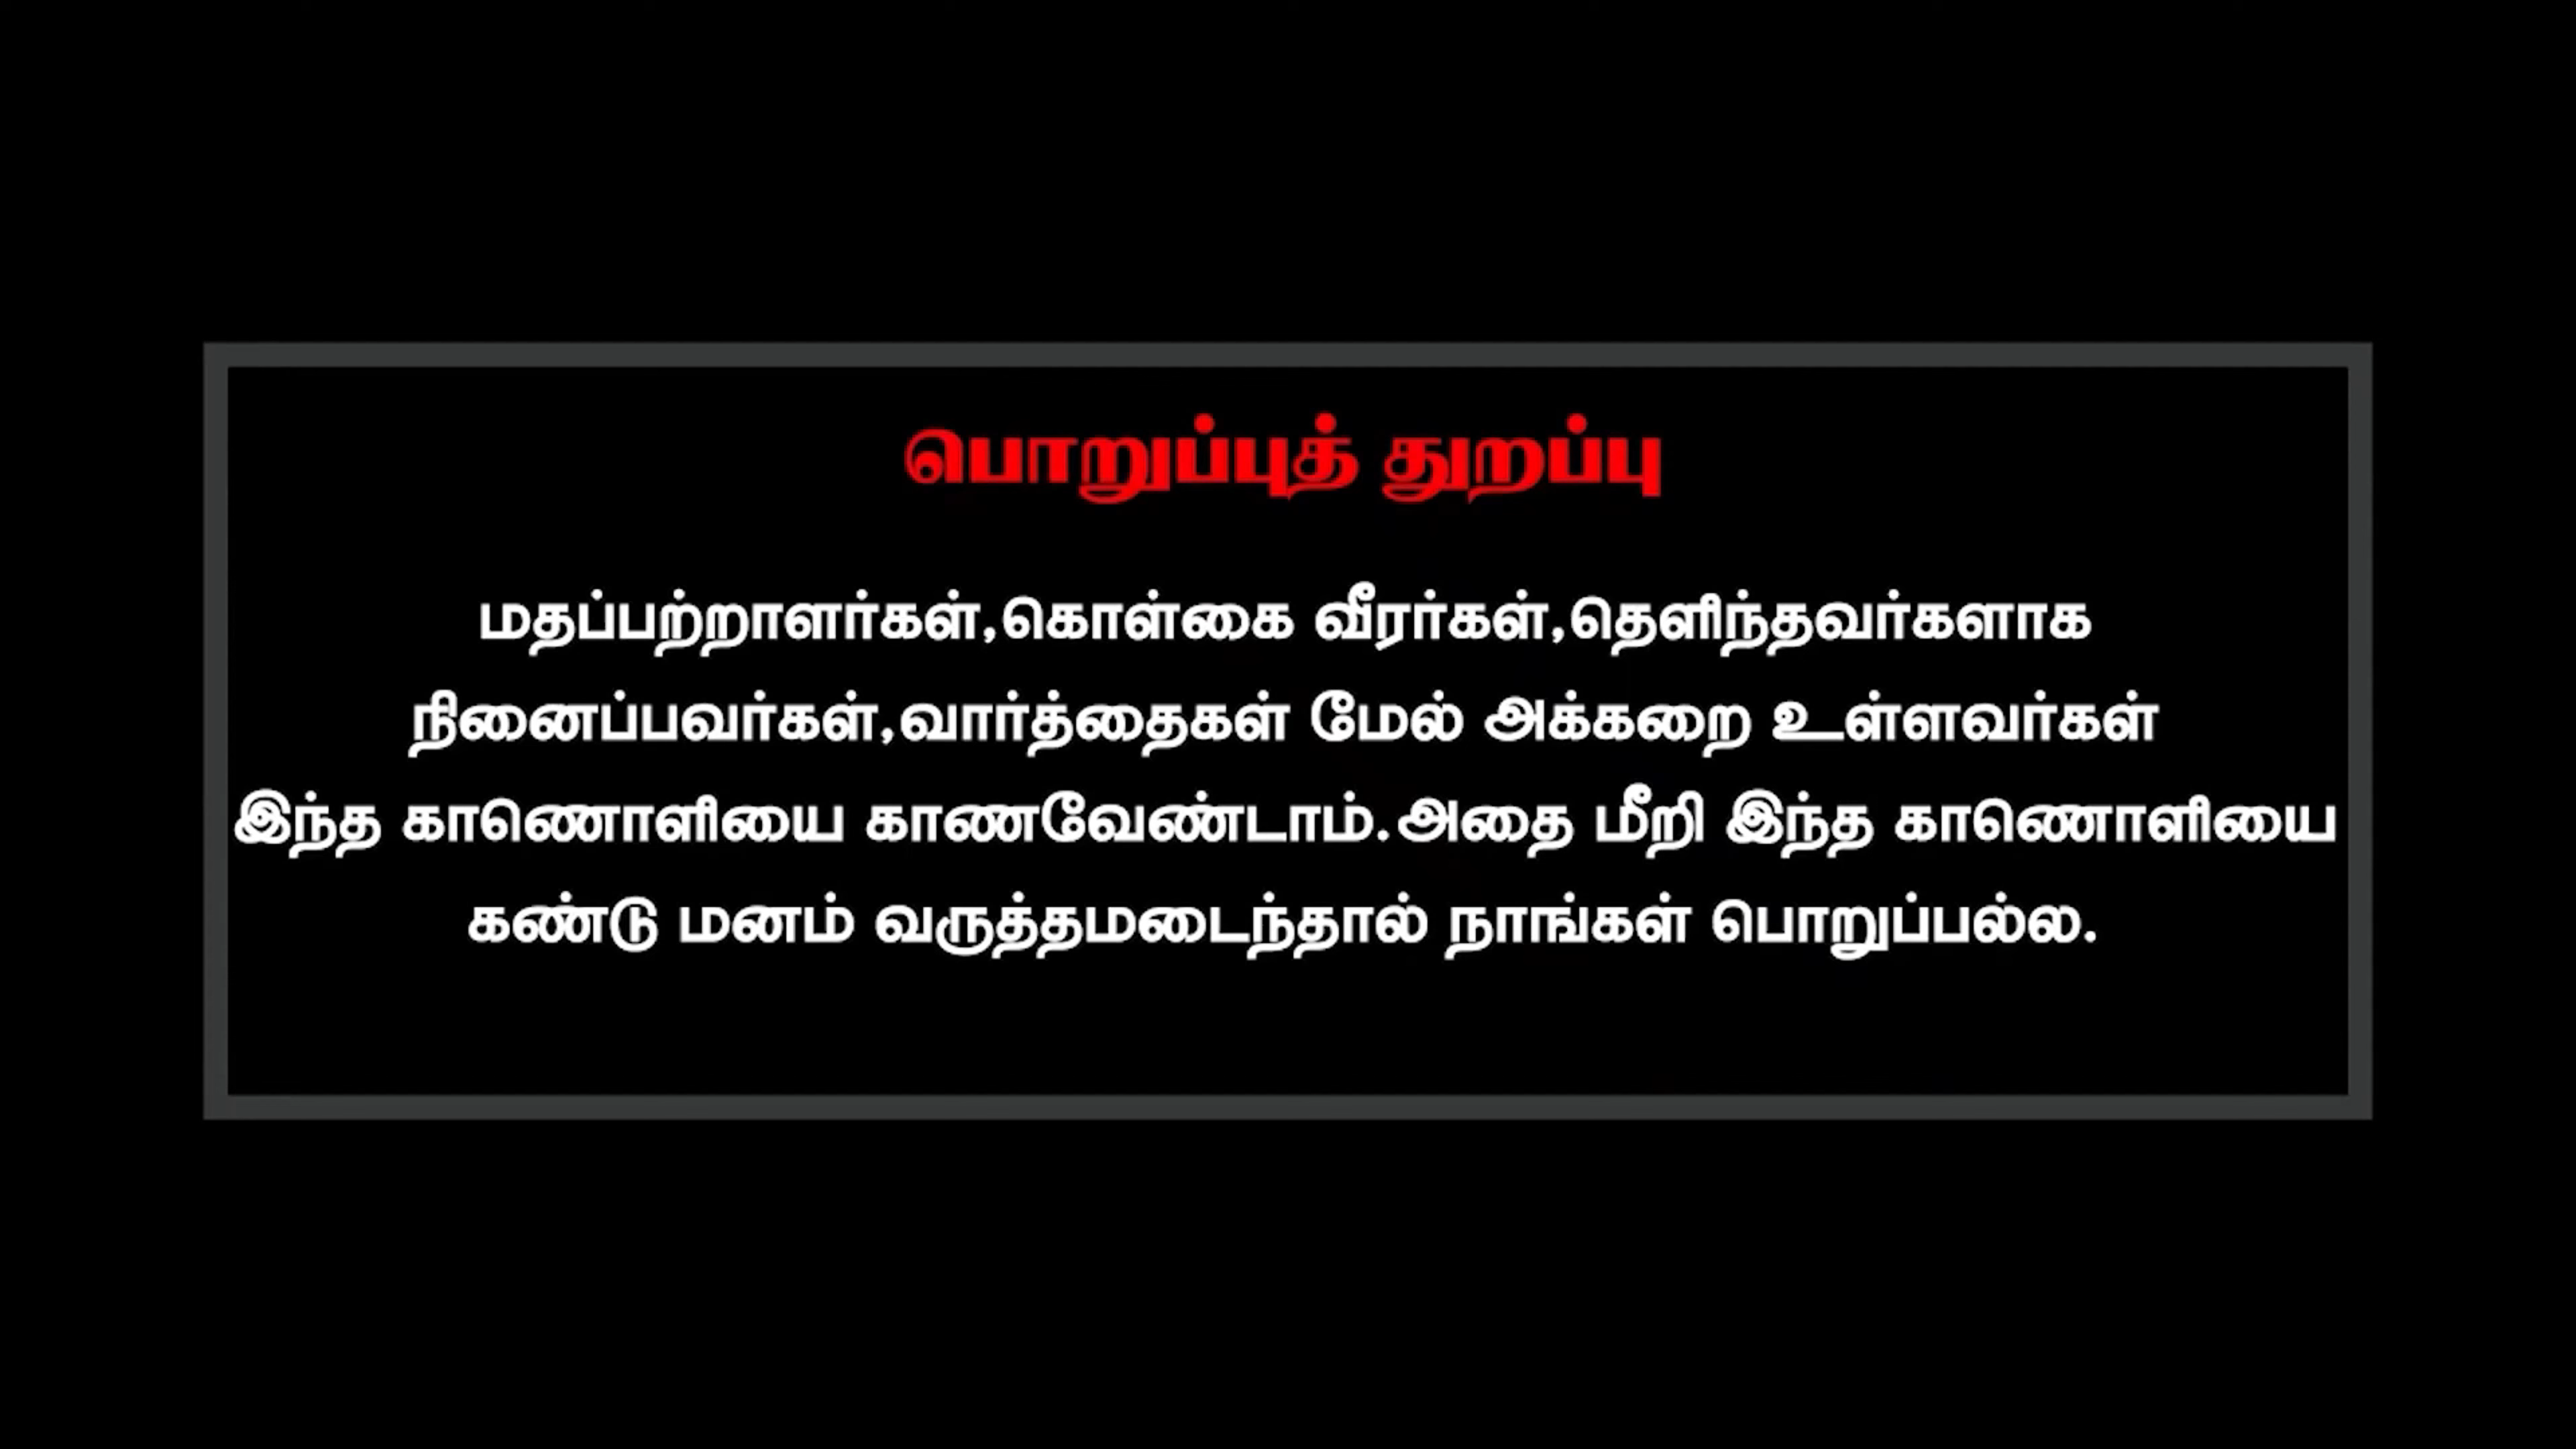 பொறுப்புத் துறப்பு
மதப்பற்றாளர்கள்,கொள்கை வீரர்கள்,தெளிந்தவர்களாக
நினைப்பவர்கள்,வார்த்தைகள் மேல் அக்கறை உள்ளவர்கள்
இந்த காணொளியை காணவேண்டாம்.அதை மீறி இந்த காணொளியை
கண்டு மனம் வருத்தமடைந்தால் நாங்கள் பொறுப்பல்ல.